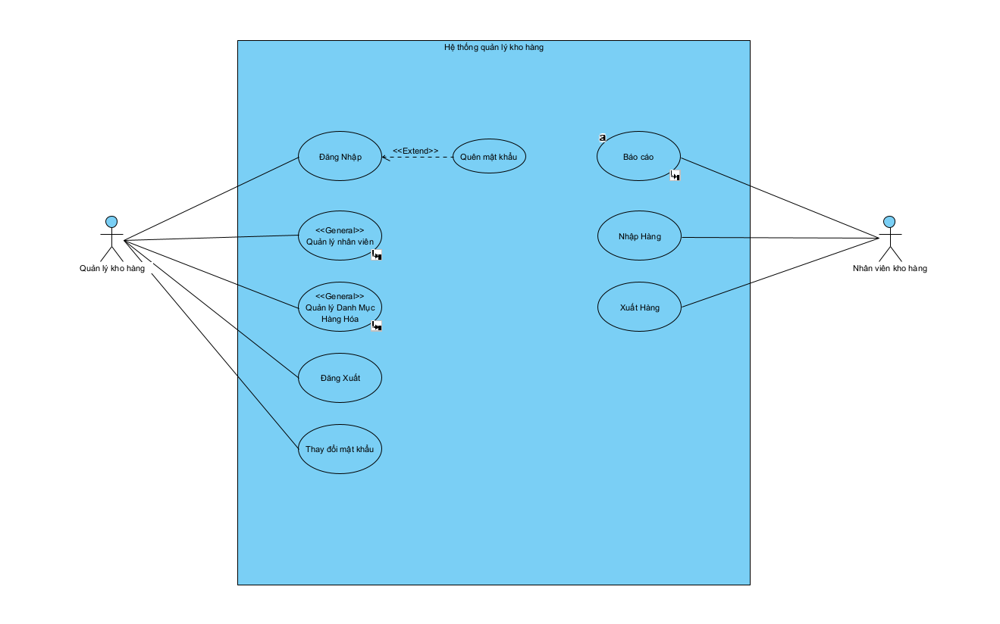 Hệ thống quản lý kho hàng
Đăng Nhập
<<Extend>>
Quên mật khẩu
a
Báo cáo
<<General>>
Quản lý nhân viên
Nhập Hàng
Quản lý kho hàng
Nhân viên kho hàng
<<General>>
Quản lý Danh Mục
Hàng Hóa
Xuất Hàng
Đăng Xuất
Thay đổi mật khẩu